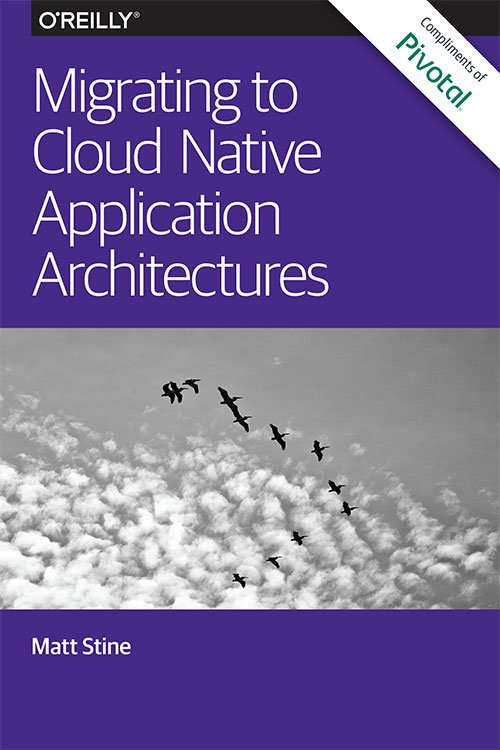 O'REILLY®
Compliments of
Pivotal.
Migrating to
Cloud Native
Application
Architectures
Matt Stine